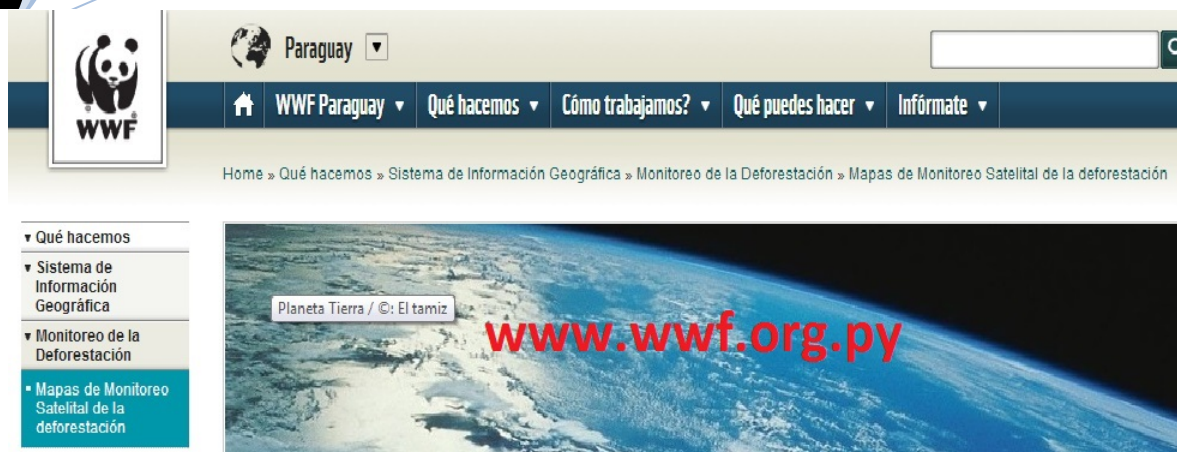 Paraguay
WWF
WWF Paraguay
Qué hacemos
Cómo trabajamos?
Qué puedes hacer
Infórmate
Home » Qué hacemos » Sistema de Información Geográfica » Monitoreo de la Deforestación » Mapas de Monitoreo Satelital de la deforestación
Qué hacemos
Sistema de
Información
Geográfica
Monitoreo de la
Deforestación
Mapas de Monitoreo
Satelital de la
deforestación
Planeta Tierra / ©: El tamiz
www.wwf.org.py